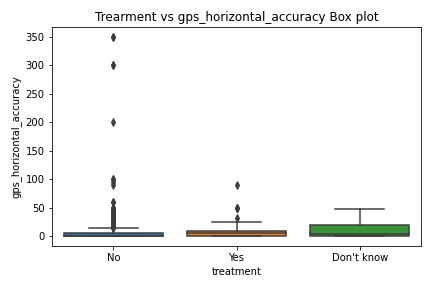 Trearment vs gps_horizontal_accuracy Box plot
350
300
250
200
150
100
50
0
gps_horizontal_accuracy
No
Yes
Don't know
treatment